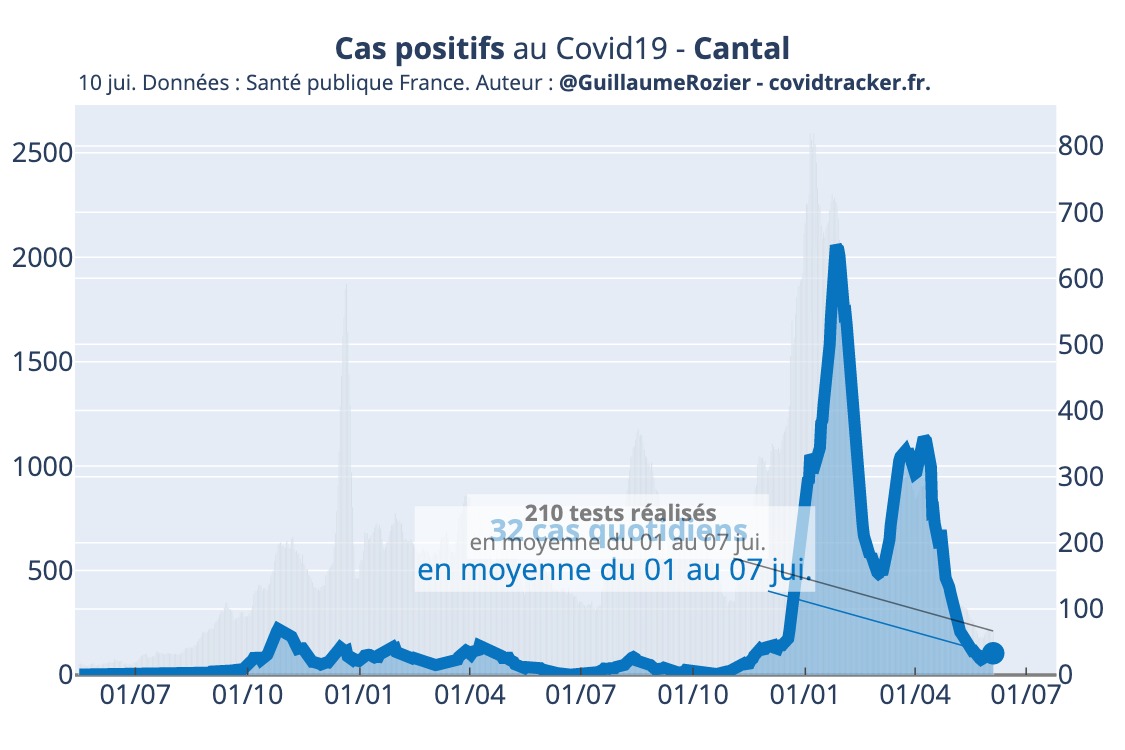 Cas positifs au Covid19 - Cantal
10 jui. Données : Santé publique France. Auteur : @GuillaumeRozier - covidtracker.fr.
2500
2000
1500
1000
500
0
800
700
600
500
400
300
200
100
0
210 tests réalisés
en moyenne du 01 au 07 jui.
32 cas quotidiens
en moyenne du 01 au 07 jui.
01/07 01/10 01/01 01/04 01/07 01/10 01/01 01/04 01/07